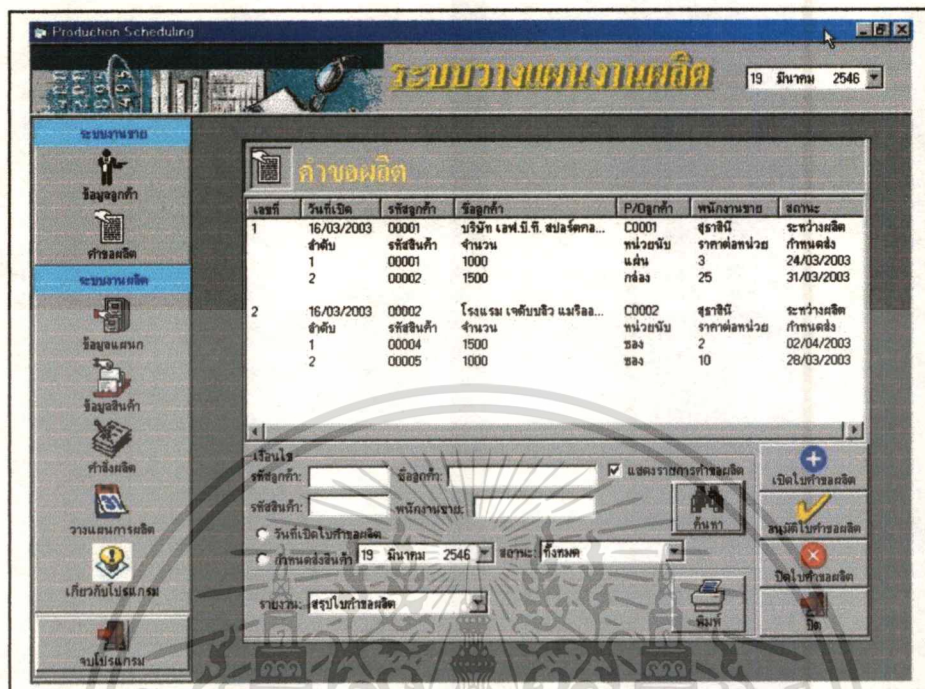 Production Scheduling
ระบบวางแผนงานผลิต
19 มีนาคม 2546
ระบบงานขาย
ข้อมูลลูกค้า
คำขอผลิต
ระบบงานผลิต
ข้อมูลแผนก
ข้อมูลสินค้า
คำสั่งผลิต
วางแผนการผลิต
เกี่ยวกับโปรแกรม
จบโปรแกรม
คำขอผลิต
เลขที่ วันที่เปิด รหัสลูกค้า ชื่อลูกค้า P/Oลูกค้า พนักงานขาย สถานะ
1 16/03/2003 00001 บริษัท เอฟ.บี.ที. สปอร์ตคอ... C0001 สุราสินี ระหว่างผลิต
ลำดับ รหัสสินค้า จำนวน หน่วยนับ ราคาต่อหน่วย กำหนดส่ง
1 00001 1000 แผ่น 3 24/03/2003
2 00002 1500 กล่อง 25 31/03/2003
2 16/03/2003 00002 โรงแรม เจดับบลิว แมริออ... C0002 สุราสินี ระหว่างผลิต
ลำดับ รหัสสินค้า จำนวน หน่วยนับ ราคาต่อหน่วย กำหนดส่ง
1 00004 1500 ซอง 2 02/04/2003
2 00005 1000 ซอง 10 28/03/2003
เงื่อนไข
รหัสลูกค้า: ชื่อลูกค้า: แสดงรายการคำขอผลิต
รหัสสินค้า: พนักงานขาย:
ค้นหา
วันที่เปิดใบคำขอผลิต
กำหนดส่งสินค้า 19 มีนาคม 2546 สถานะ: ทั้งหมด
รายงาน: สรุปใบคำขอผลิต
พิมพ์
เปิดใบคำขอผลิต
อนุมัติใบคำขอผลิต
ปิดใบคำขอผลิต
ปิด